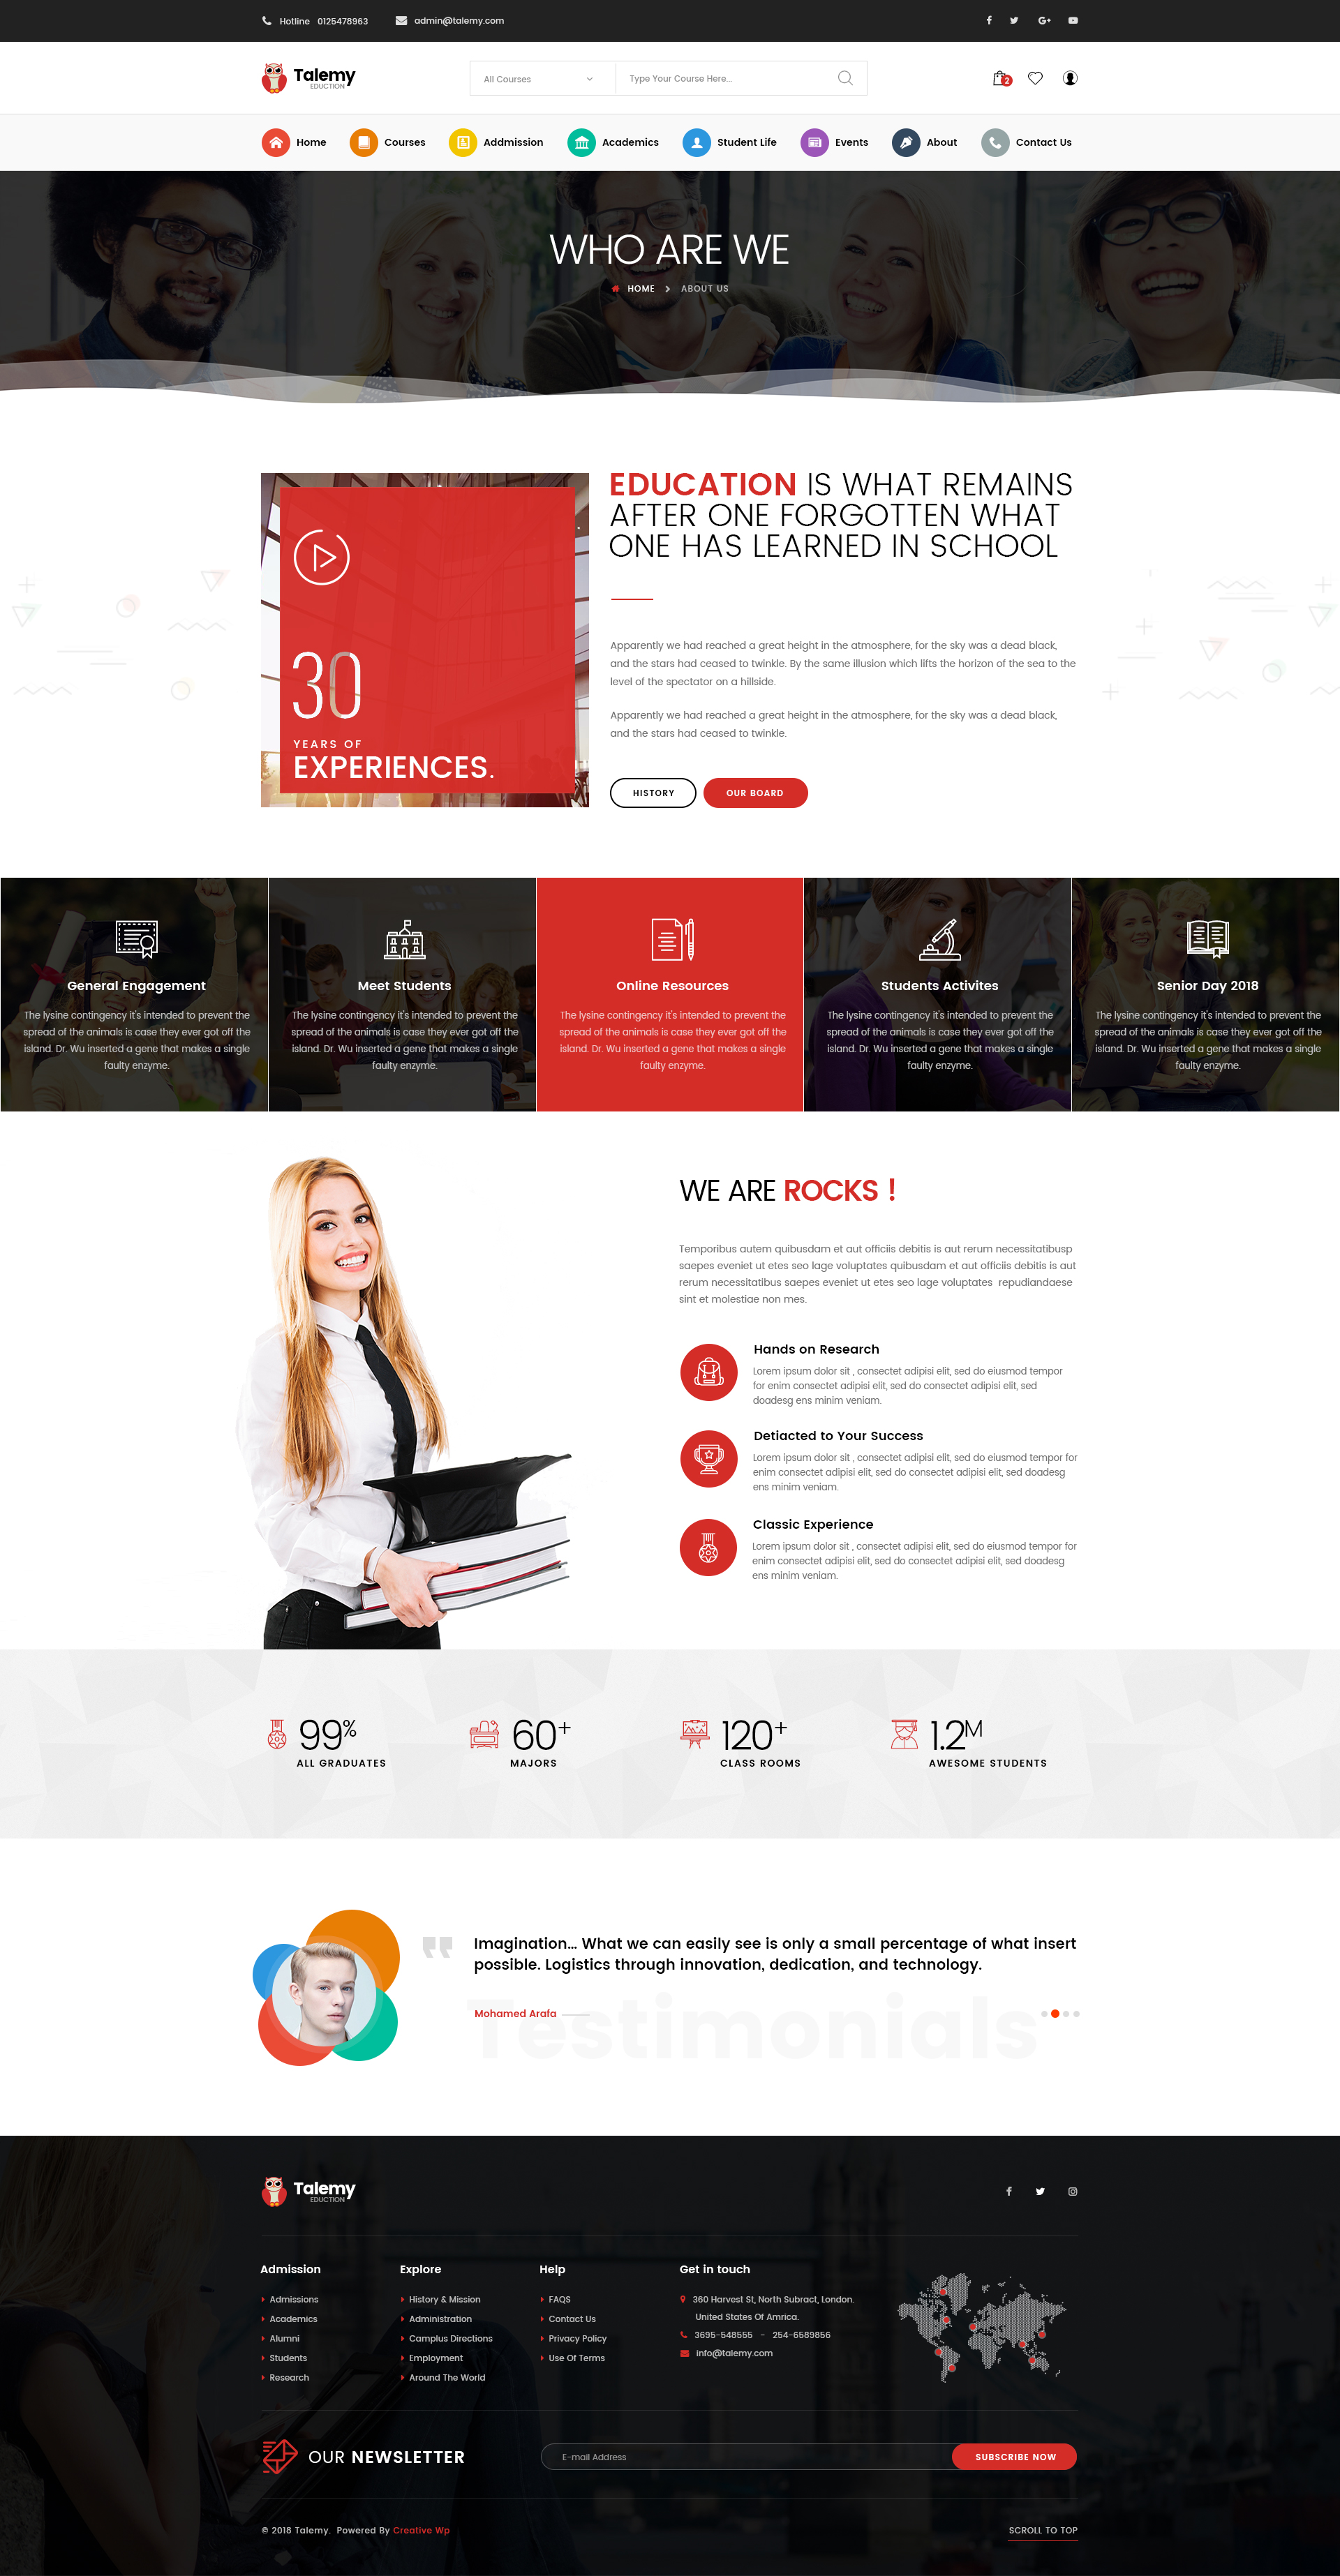 Hotline 0125478963 admin@talemy.com
Talemy
EDUCTION
All Courses
Type Your Course Here...
2
Home Courses Addmission Academics Student Life Events About Contact Us
WHO ARE WE
HOME ABOUT US
30
YEARS OF
EXPERIENCES.
EDUCATION IS WHAT REMAINS
AFTER ONE FORGOTTEN WHAT
ONE HAS LEARNED IN SCHOOL
Apparently we had reached a great height in the atmosphere, for the sky was a dead black,
and the stars had ceased to twinkle. By the same illusion which lifts the horizon of the sea to the
level of the spectator on a hillside.
Apparently we had reached a great height in the atmosphere, for the sky was a dead black,
and the stars had ceased to twinkle.
HISTORY
OUR BOARD
General Engagement
The lysine contingency it's intended to prevent the
spread of the animals is case they ever got off the
island. Dr. Wu inserted a gene that makes a single
faulty enzyme.
Meet Students
The lysine contingency it's intended to prevent the
spread of the animals is case they ever got off the
island. Dr. Wu inserted a gene that makes a single
faulty enzyme.
Online Resources
The lysine contingency it's intended to prevent the
spread of the animals is case they ever got off the
island. Dr. Wu inserted a gene that makes a single
faulty enzyme.
Students Activites
The lysine contingency it's intended to prevent the
spread of the animals is case they ever got off the
island. Dr. Wu inserted a gene that makes a single
faulty enzyme.
Senior Day 2018
The lysine contingency it's intended to prevent the
spread of the animals is case they ever got off the
island. Dr. Wu inserted a gene that makes a single
faulty enzyme.
WE ARE ROCKS !
Temporibus autem quibusdam et aut officiis debitis is aut rerum necessitatibusp
saepes eveniet ut etes seo lage voluptates quibusdam et aut officiis debitis is aut
rerum necessitatibus saepes eveniet ut etes seo lage voluptates repudiandaese
sint et molestiae non mes.
Hands on Research
Lorem ipsum dolor sit , consectet adipisi elit, sed do eiusmod tempor
for enim consectet adipisi elit, sed do consectet adipisi elit, sed
doadesg ens minim veniam.
Detiacted to Your Success
Lorem ipsum dolor sit , consectet adipisi elit, sed do eiusmod tempor for
enim consectet adipisi elit, sed do consectet adipisi elit, sed doadesg
ens minim veniam.
Classic Experience
Lorem ipsum dolor sit , consectet adipisi elit, sed do eiusmod tempor for
enim consectet adipisi elit, sed do consectet adipisi elit, sed doadesg
ens minim veniam.
99%
ALL GRADUATES
60+
MAJORS
120+
CLASS ROOMS
1.2M
AWESOME STUDENTS
Imagination... What we can easily see is only a small percentage of what insert
possible. Logistics through innovation, dedication, and technology.
Mohamed Arafa
Testimonials
Talemy
EDUCTION
Admission
Admissions
Academics
Alumni
Students
Research
Explore
History & Mission
Administration
Camplus Directions
Employment
Around The World
Help
FAQS
Contact Us
Privacy Policy
Use Of Terms
Get in touch
360 Harvest St, North Subract, London.
United States Of Amrica.
3695-548555 - 254-6589856
info@talemy.com
OUR NEWSLETTER
E-mail Address
SUBSCRIBE NOW
© 2018 Talemy. Powered By Creative Wp
SCROLL TO TOP